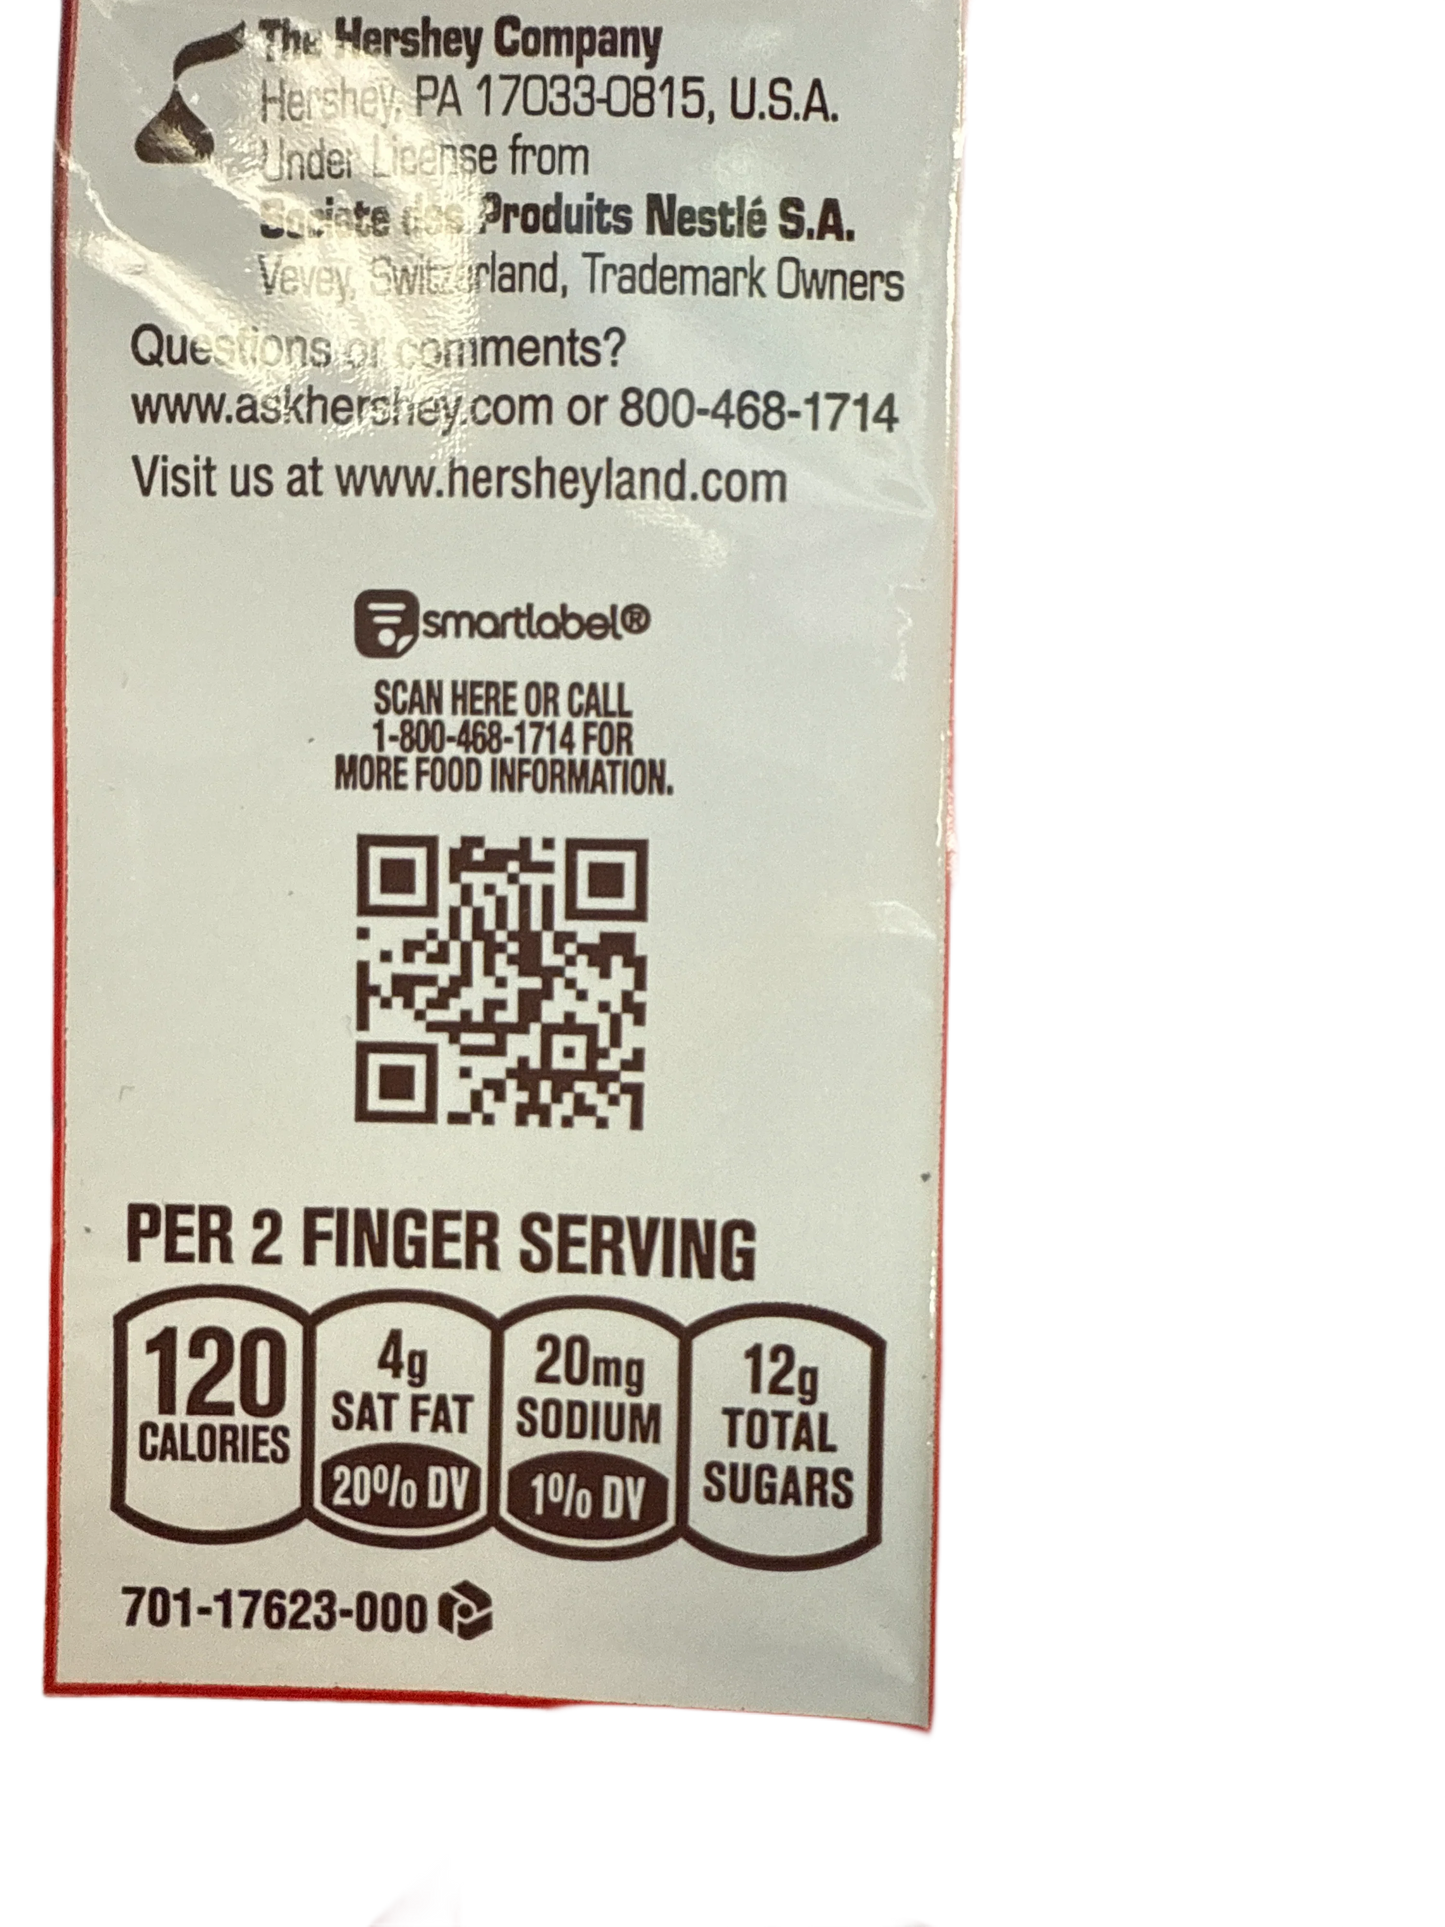 The Hershey Company
Hershey, PA 17033-0815, U.S.A.
Under License from
Societe des Produits Nestlé S.A.
Vevey, Switzerland, Trademark Owners
Questions or comments?
www.askhershey.com or 800-468-1714
Visit us at www.hersheyland.com
smartlabel®
SCAN HERE OR CALL
1-800-468-1714 FOR
MORE FOOD INFORMATION.
PER 2 FINGER SERVING
120
CALORIES
4g
SAT FAT
20% DV
20mg
SODIUM
1% DV
12g
TOTAL
SUGARS
701-17623-000